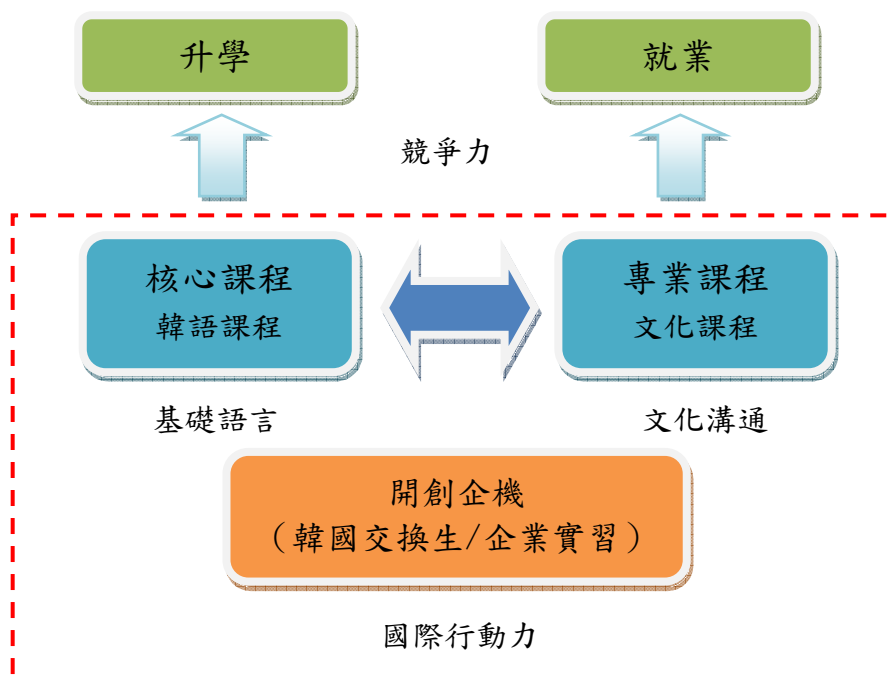 升學
就業
競爭力
核心課程
韓語課程
專業課程
文化課程
基礎語言
文化溝通
開創企機
（韓國交換生/企業實習）
國際行動力